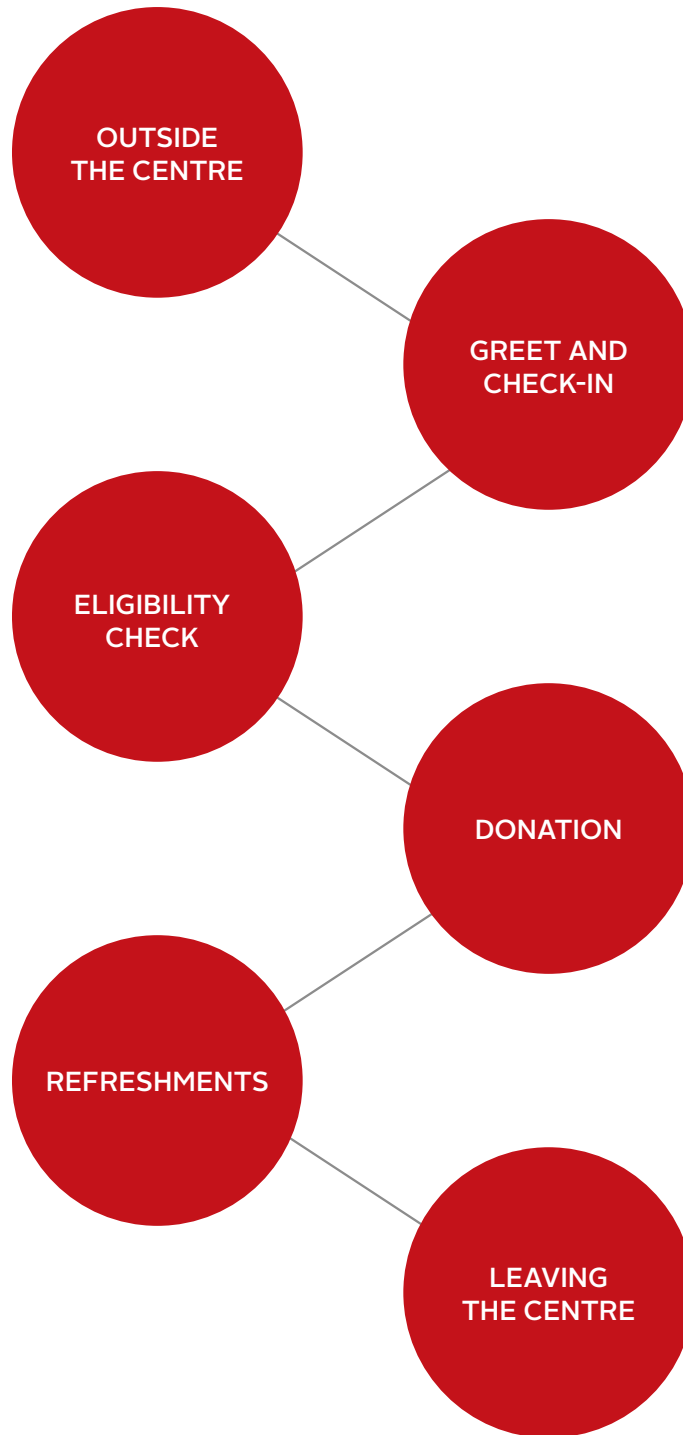 OUTSIDE
THE CENTRE
GREET AND
CHECK-IN
ELIGIBILITY
CHECK
DONATION
REFRESHMENTS
LEAVING
THE CENTRE